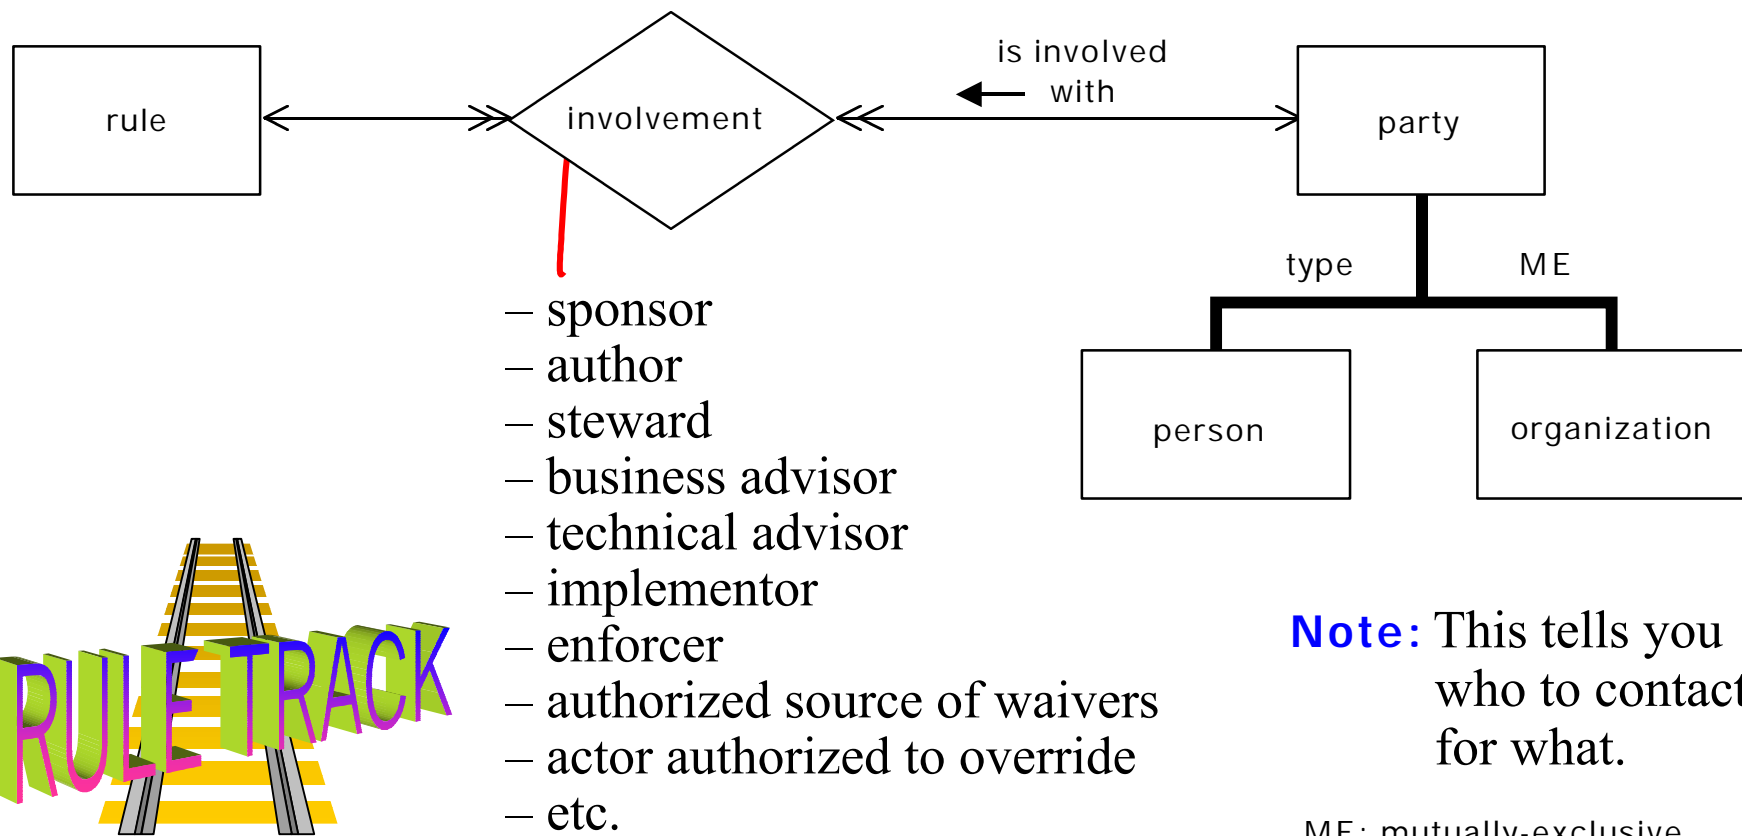 rule
involvement
is involved
with
party
type
ME
person
organization
– sponsor
– author
– steward
– business advisor
– technical advisor
– implementor
– enforcer
– authorized source of waivers
– actor authorized to override
– etc.
RULE TRACK
Note: This tells you
who to contact
for what.
ME: mutually-exclusive